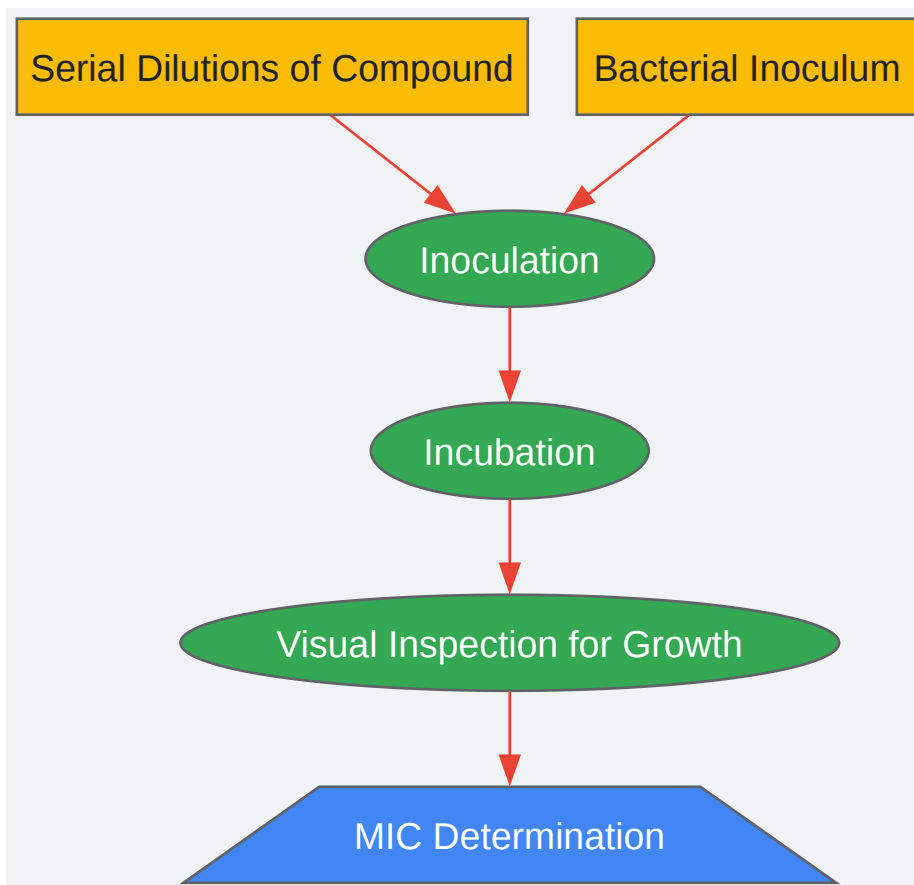 Serial Dilutions of Compound
Bacterial Inoculum
Inoculation
Incubation
Visual Inspection for Growth
MIC Determination